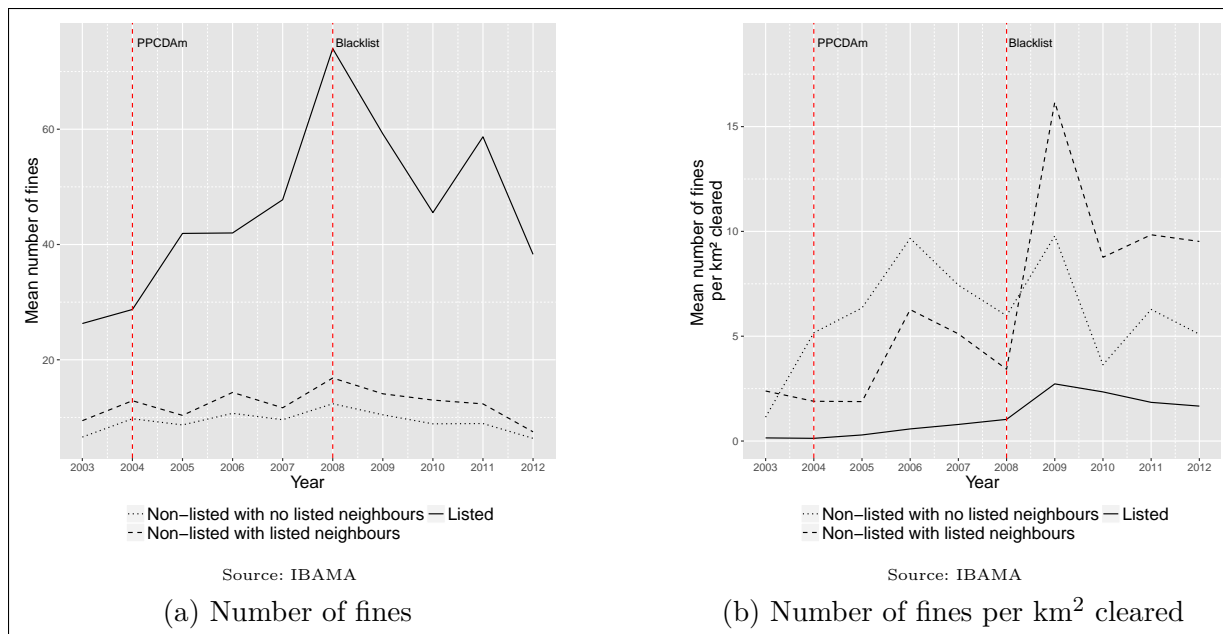 PPCDAm
Blacklist
60
40
20
Mean number of fines
2003 2004 2005 2006 2007 2008 2009 2010 2011 2012
Year
Non−listed with no listed neighbours
Listed
Non−listed with listed neighbours
Source: IBAMA
(a) Number of fines
PPCDAm
Blacklist
15
10
5
0
Mean number of fines
per km² cleared
2003 2004 2005 2006 2007 2008 2009 2010 2011 2012
Year
Non−listed with no listed neighbours
Listed
Non−listed with listed neighbours
Source: IBAMA
(b) Number of fines per km² cleared